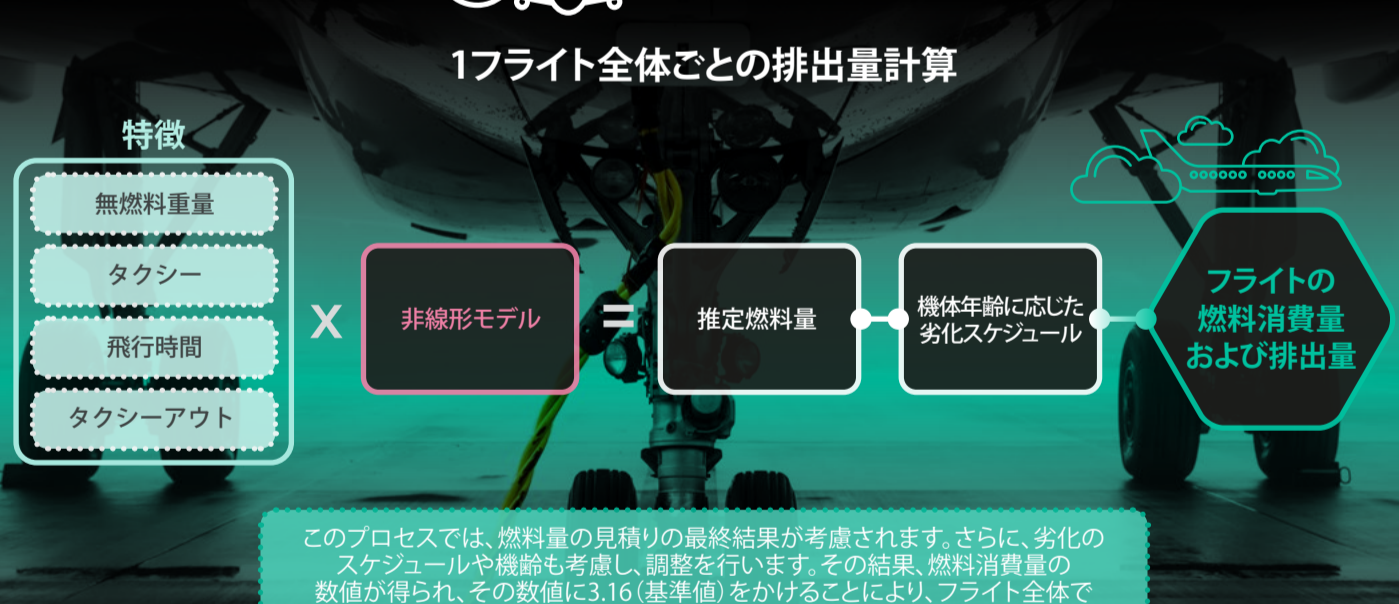 1フライト全体ごとの排出量計算
特徴
無燃料重量
タクシー
飛行時間
タクシーアウト
X
非線形モデル
=
推定燃料量
機体年齢に応じた
劣化スケジュール
フライトの
燃料消費量
および排出量
このプロセスでは、燃料量の見積りの最終結果が考慮されます。さらに、劣化の
スケジュールや機齢も考慮し、調整を行います。その結果、燃料消費量の
数値が得られ、その数値に3.16（基準値）をかけることにより、フライト全体で